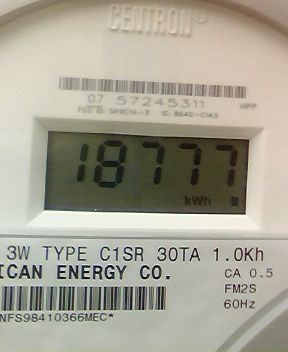 CENTRON®
07 57245311
HPP
18777
kWh
3W TYPE C1SR 30TA 1.0Kh
ICAN ENERGY CO.
CA 0.5
FM2S
60Hz
NFS98410366MEC*